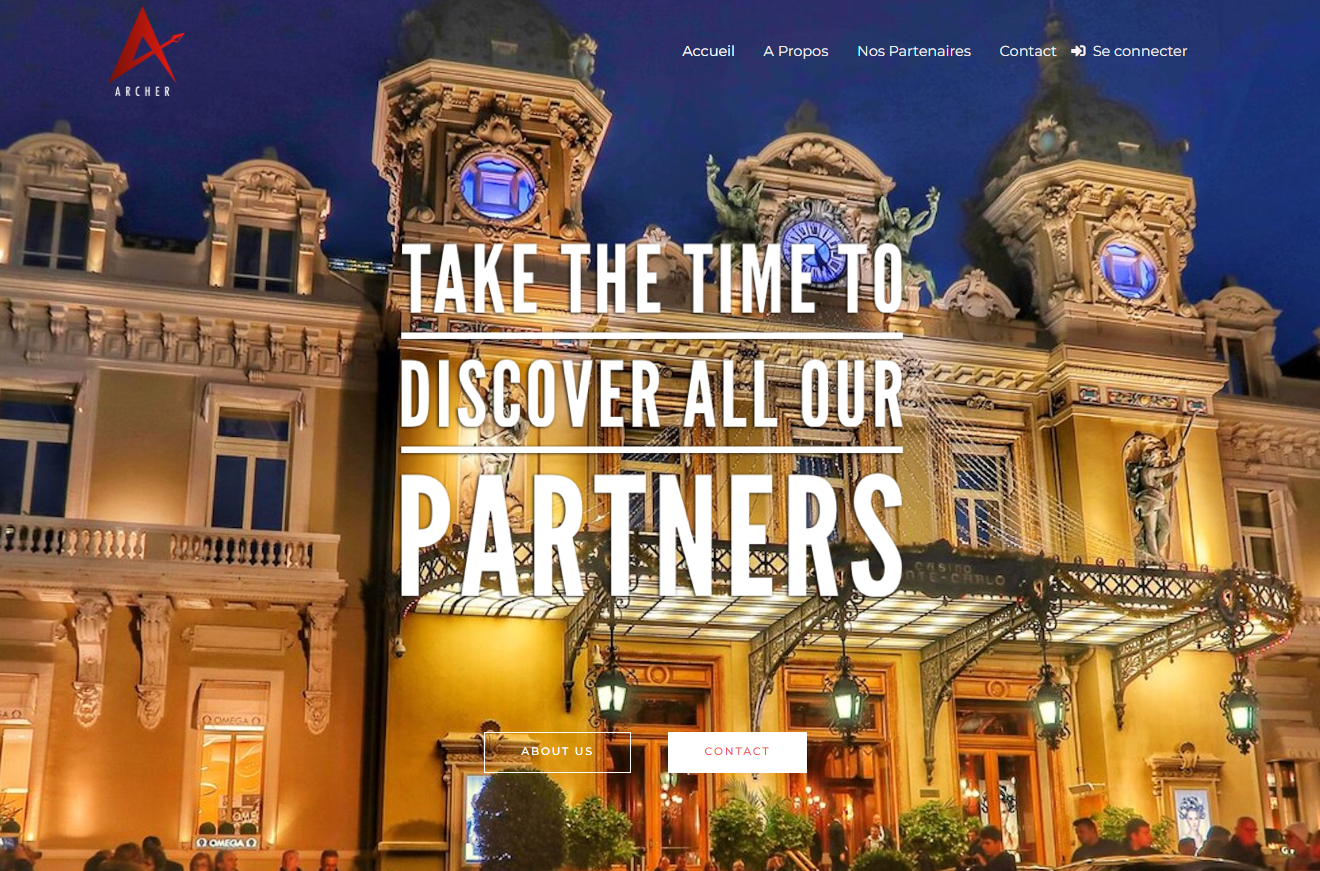 ARCHER
Accueil
A Propos
Nos Partenaires
Contact
Se connecter
TAKE THE TIME TO
DISCOVER ALL OUR
PARTNERS
CASINO
MONTE-CARLO
Ω OMEGA Ω
ABOUT US
CONTACT
Ω OMEGA Ω